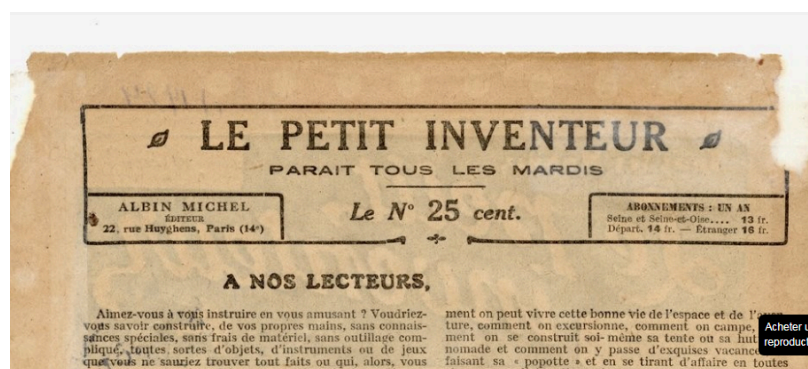 LE PETIT INVENTEUR
PARAIT TOUS LES MARDIS
ALBIN MICHEL
ÉDITEUR
22, rue Huyghens, Paris (14e)
Le No 25 cent.
ABONNEMENTS : UN AN
Seine et Seine-et-Oise.... 13 fr.
Départ. 14 fr. — Étranger 16 fr.
A NOS LECTEURS,
Aimez-vous à vous instruire en vous amusant ? Voudriez-
vous savoir construire, de vos propres mains, sans connais-
sances spéciales, sans frais de matériel, sans outillage com-
pliqué, toutes sortes d'objets, d'instruments ou de jeux
que vous ne sauriez trouver tout faits ou qui, alors, vous
ment on peut vivre cette bonne vie de l'espace et de
ture, comment on excursionne, comment on campe,
ment on se construit soi-même sa tente ou sa
nomade et comment on y passe d'exquises
faisant sa « popotte » et en se tirant d'affaire en toutes
Acheter